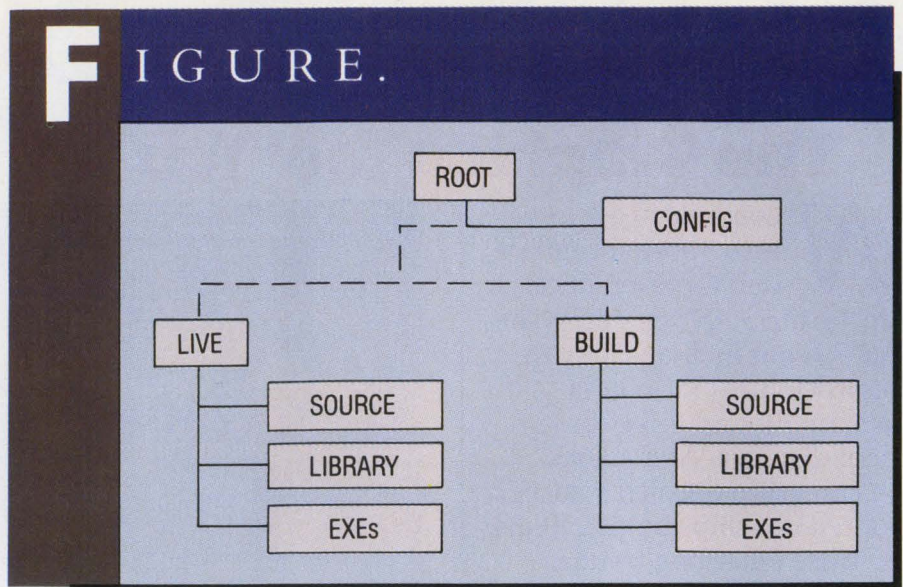 FIGURE.
ROOT
CONFIG
LIVE
BUILD
SOURCE
SOURCE
LIBRARY
LIBRARY
EXEs
EXEs